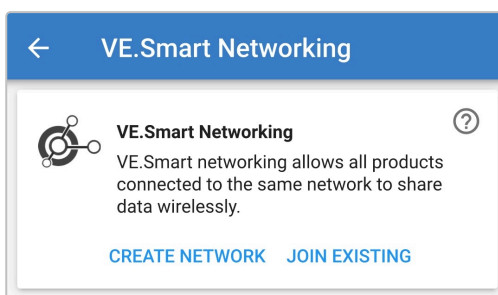 VE.Smart Networking
VE.Smart Networking
VE.Smart networking allows all products
connected to the same network to share
data wirelessly.
CREATE NETWORK JOIN EXISTING